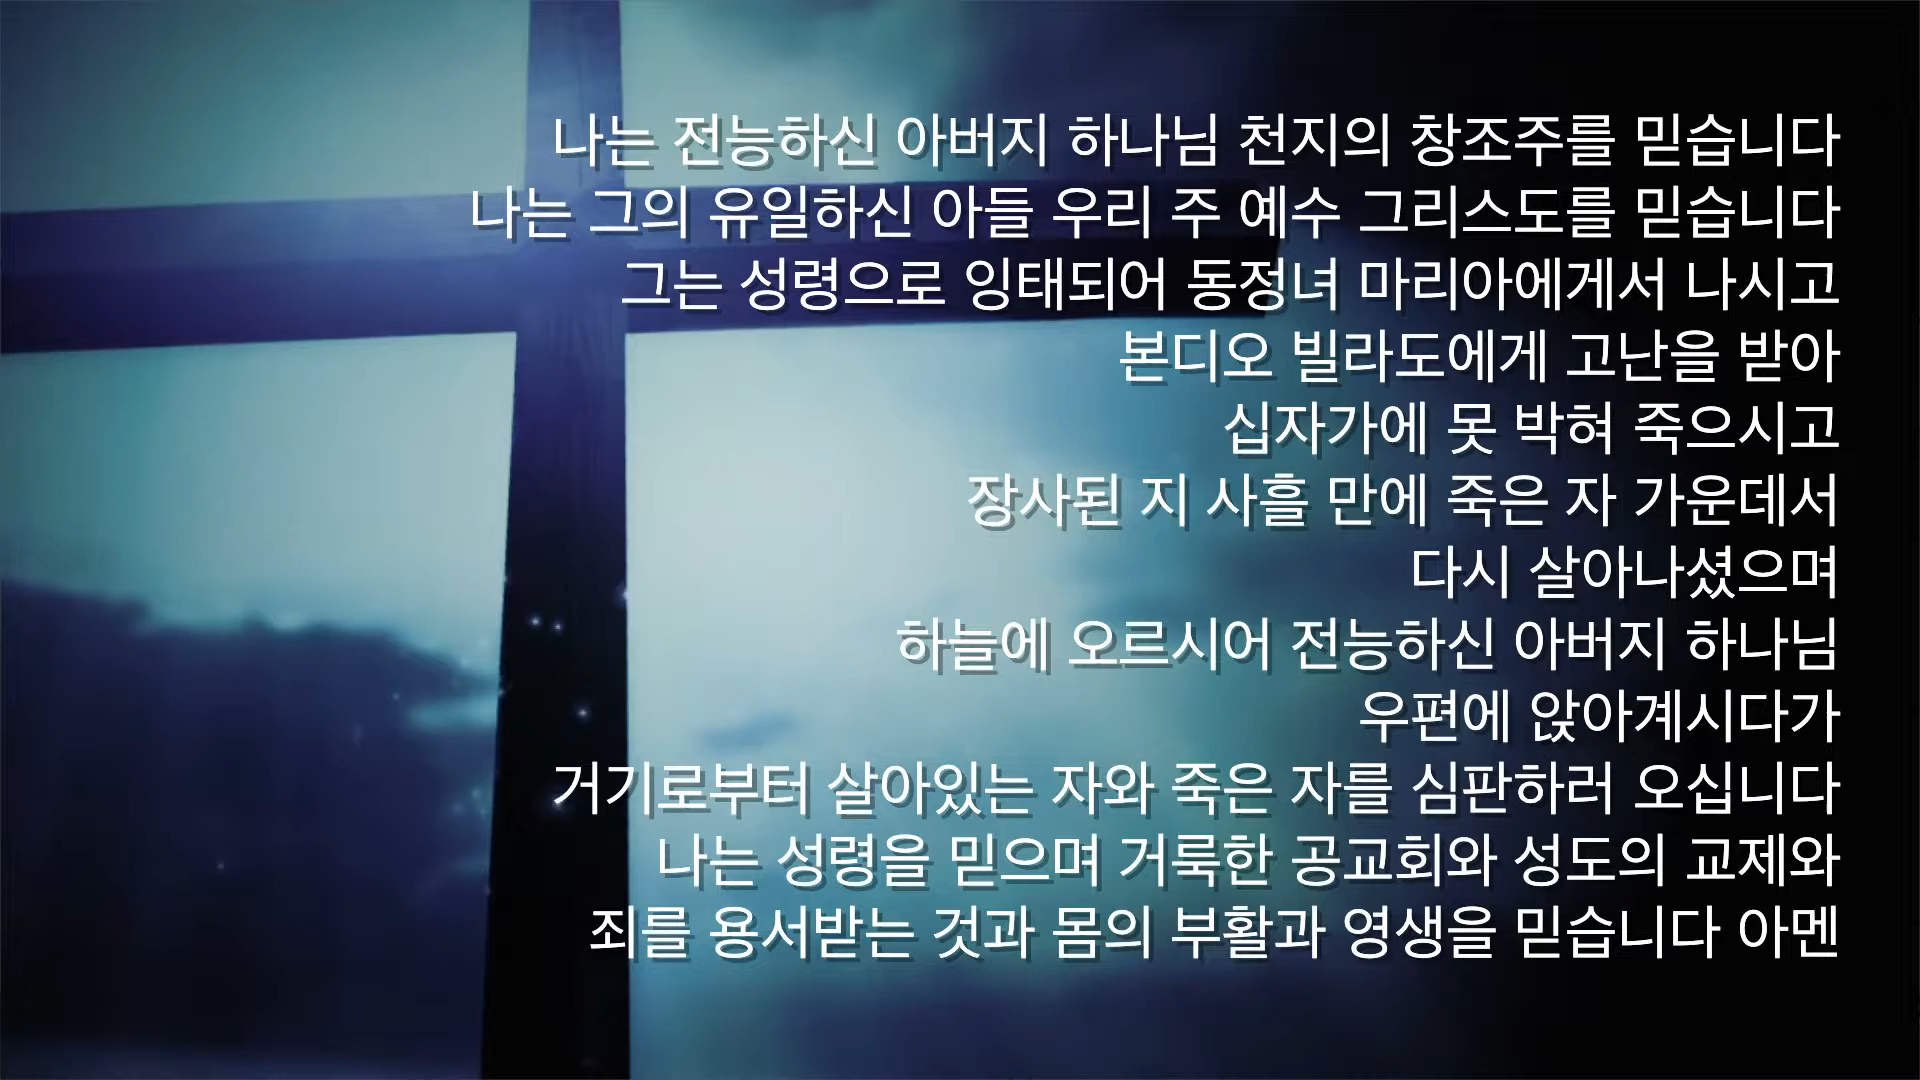 나는 전능하신 아버지 하나님 천지의 창조주를 믿습니다
나는 그의 유일하신 아들 우리 주 예수 그리스도를 믿습니다
그는 성령으로 잉태되어 동정녀 마리아에게서 나시고
본디오 빌라도에게 고난을 받아
십자가에 못 박혀 죽으시고
장사된 지 사흘 만에 죽은 자 가운데서
다시 살아나셨으며
하늘에 오르시어 전능하신 아버지 하나님
우편에 앉아계시다가
거기로부터 살아있는 자와 죽은 자를 심판하러 오십니다
나는 성령을 믿으며 거룩한 공교회와 성도의 교제와
죄를 용서받는 것과 몸의 부활과 영생을 믿습니다 아멘